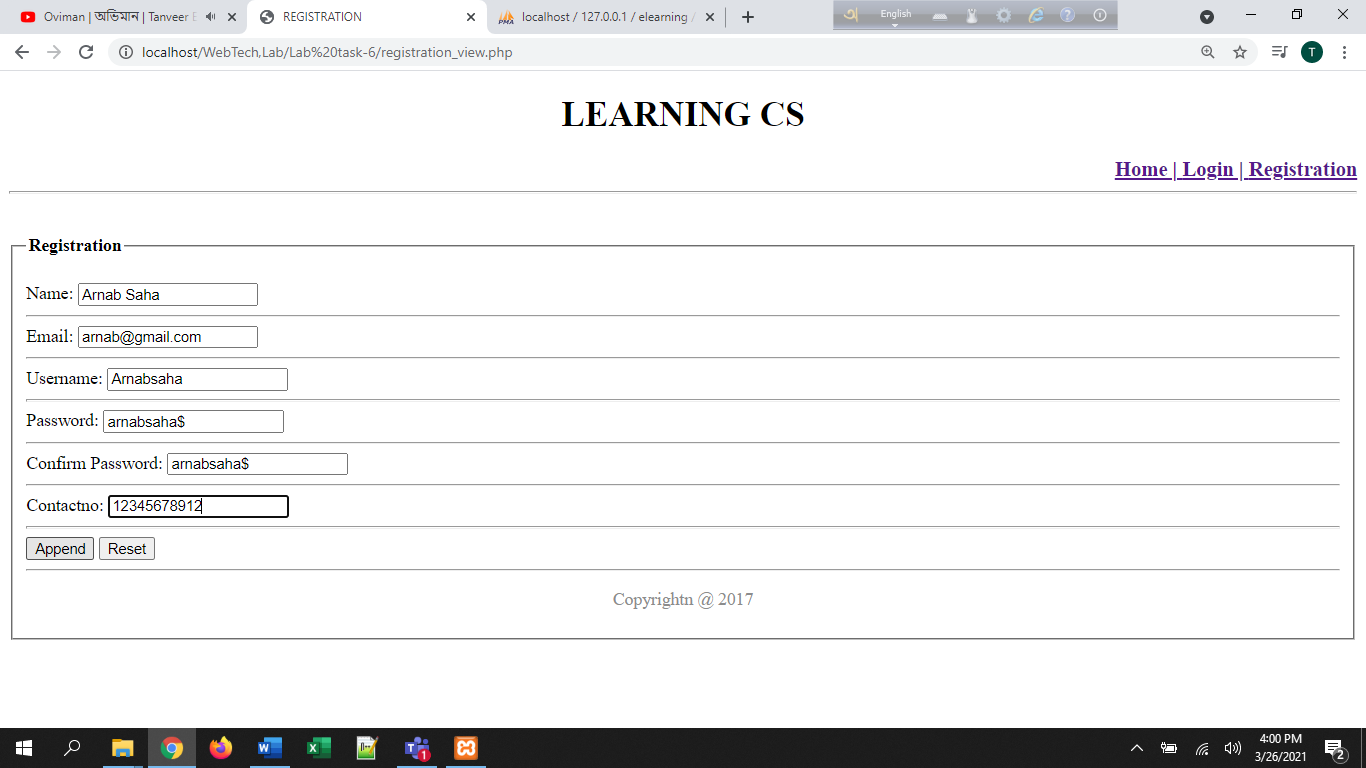 Oviman | অভিমান | Tanveer E
REGISTRATION
localhost / 127.0.0.1 / elearning /
English
localhost/WebTech,Lab/Lab%20task-6/registration_view.php
T
LEARNING CS
Home | Login | Registration
Registration
Name: Arnab Saha
Email: arnab@gmail.com
Username: Arnabsaha
Password: arnabsaha$
Confirm Password: arnabsaha$
Contactno: 12345678912
Append Reset
Copyrightn @ 2017
4:00 PM
3/26/2021
1
2